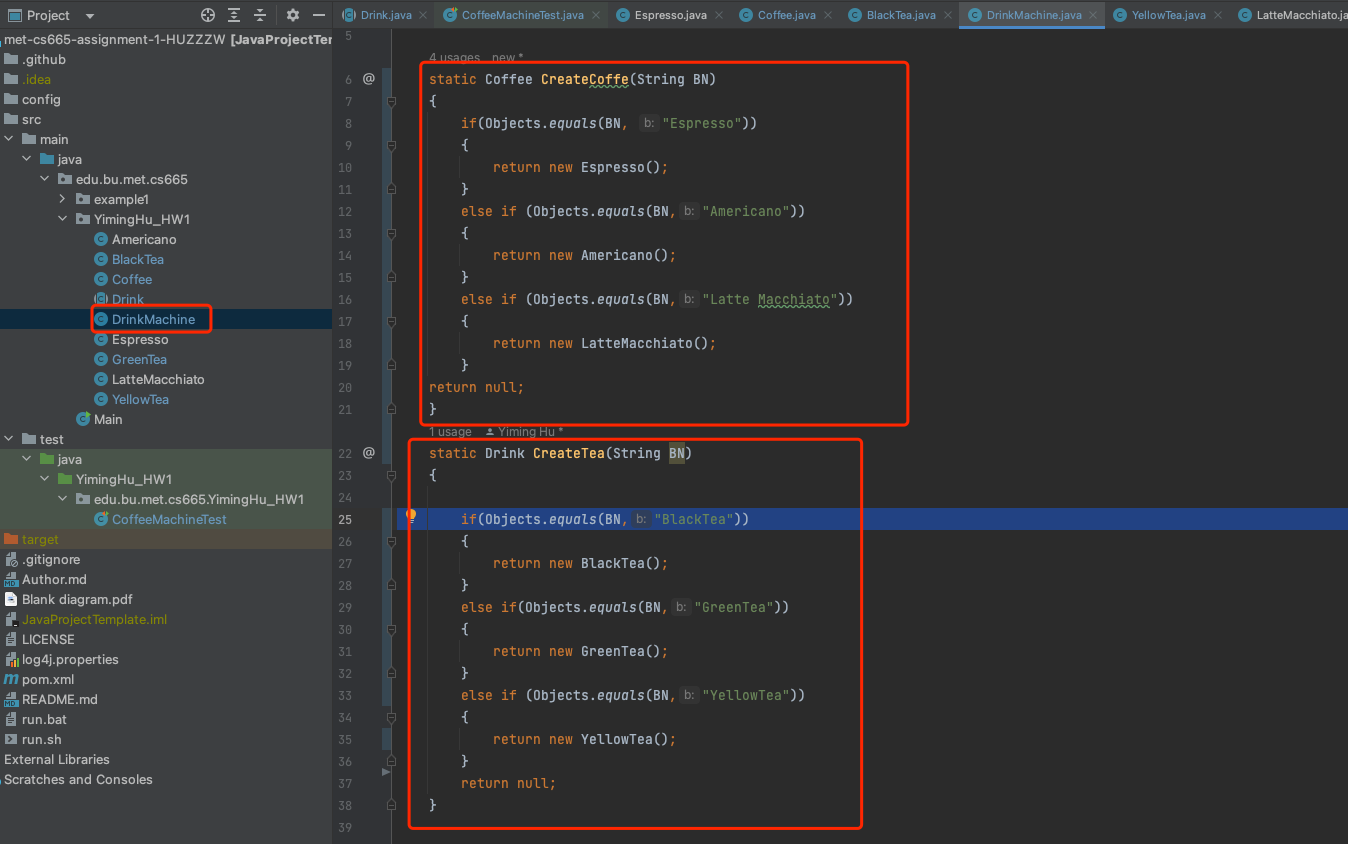 Project
Drink.java
CoffeeMachineTest.java
Espresso.java
Coffee.java
BlackTea.java
DrinkMachine.java
YellowTea.java
LatteMacchiato.ja
met-cs665-assignment-1-HUZZZW [JavaProjectTer
.github
.idea
config
src
main
java
edu.bu.met.cs665
example1
YimingHu_HW1
Americano
BlackTea
Coffee
Drink
DrinkMachine
Espresso
GreenTea
LatteMacchiato
YellowTea
Main
test
java
YimingHu_HW1
edu.bu.met.cs665.YimingHu_HW1
CoffeeMachineTest
target
.gitignore
Author.md
Blank diagram.pdf
JavaProjectTemplate.iml
LICENSE
log4j.properties
pom.xml
README.md
run.bat
run.sh
External Libraries
Scratches and Consoles
5
4 usages new *
6 @ static Coffee CreateCoffe(String BN)
7 {
8 if(Objects.equals(BN, b: "Espresso"))
9 {
10 return new Espresso();
11 }
12 else if (Objects.equals(BN, b: "Americano"))
13 {
14 return new Americano();
15 }
16 else if (Objects.equals(BN, b: "Latte Macchiato"))
17 {
18 return new LatteMacchiato();
19 }
20 return null;
21 }
1 usage Yiming Hu *
22 @ static Drink CreateTea(String BN)
23 {
24
25 if(Objects.equals(BN, b: "BlackTea"))
26 {
27 return new BlackTea();
28 }
29 else if(Objects.equals(BN, b: "GreenTea"))
30 {
31 return new GreenTea();
32 }
33 else if (Objects.equals(BN, b: "YellowTea"))
34 {
35 return new YellowTea();
36 }
37 return null;
38 }
39